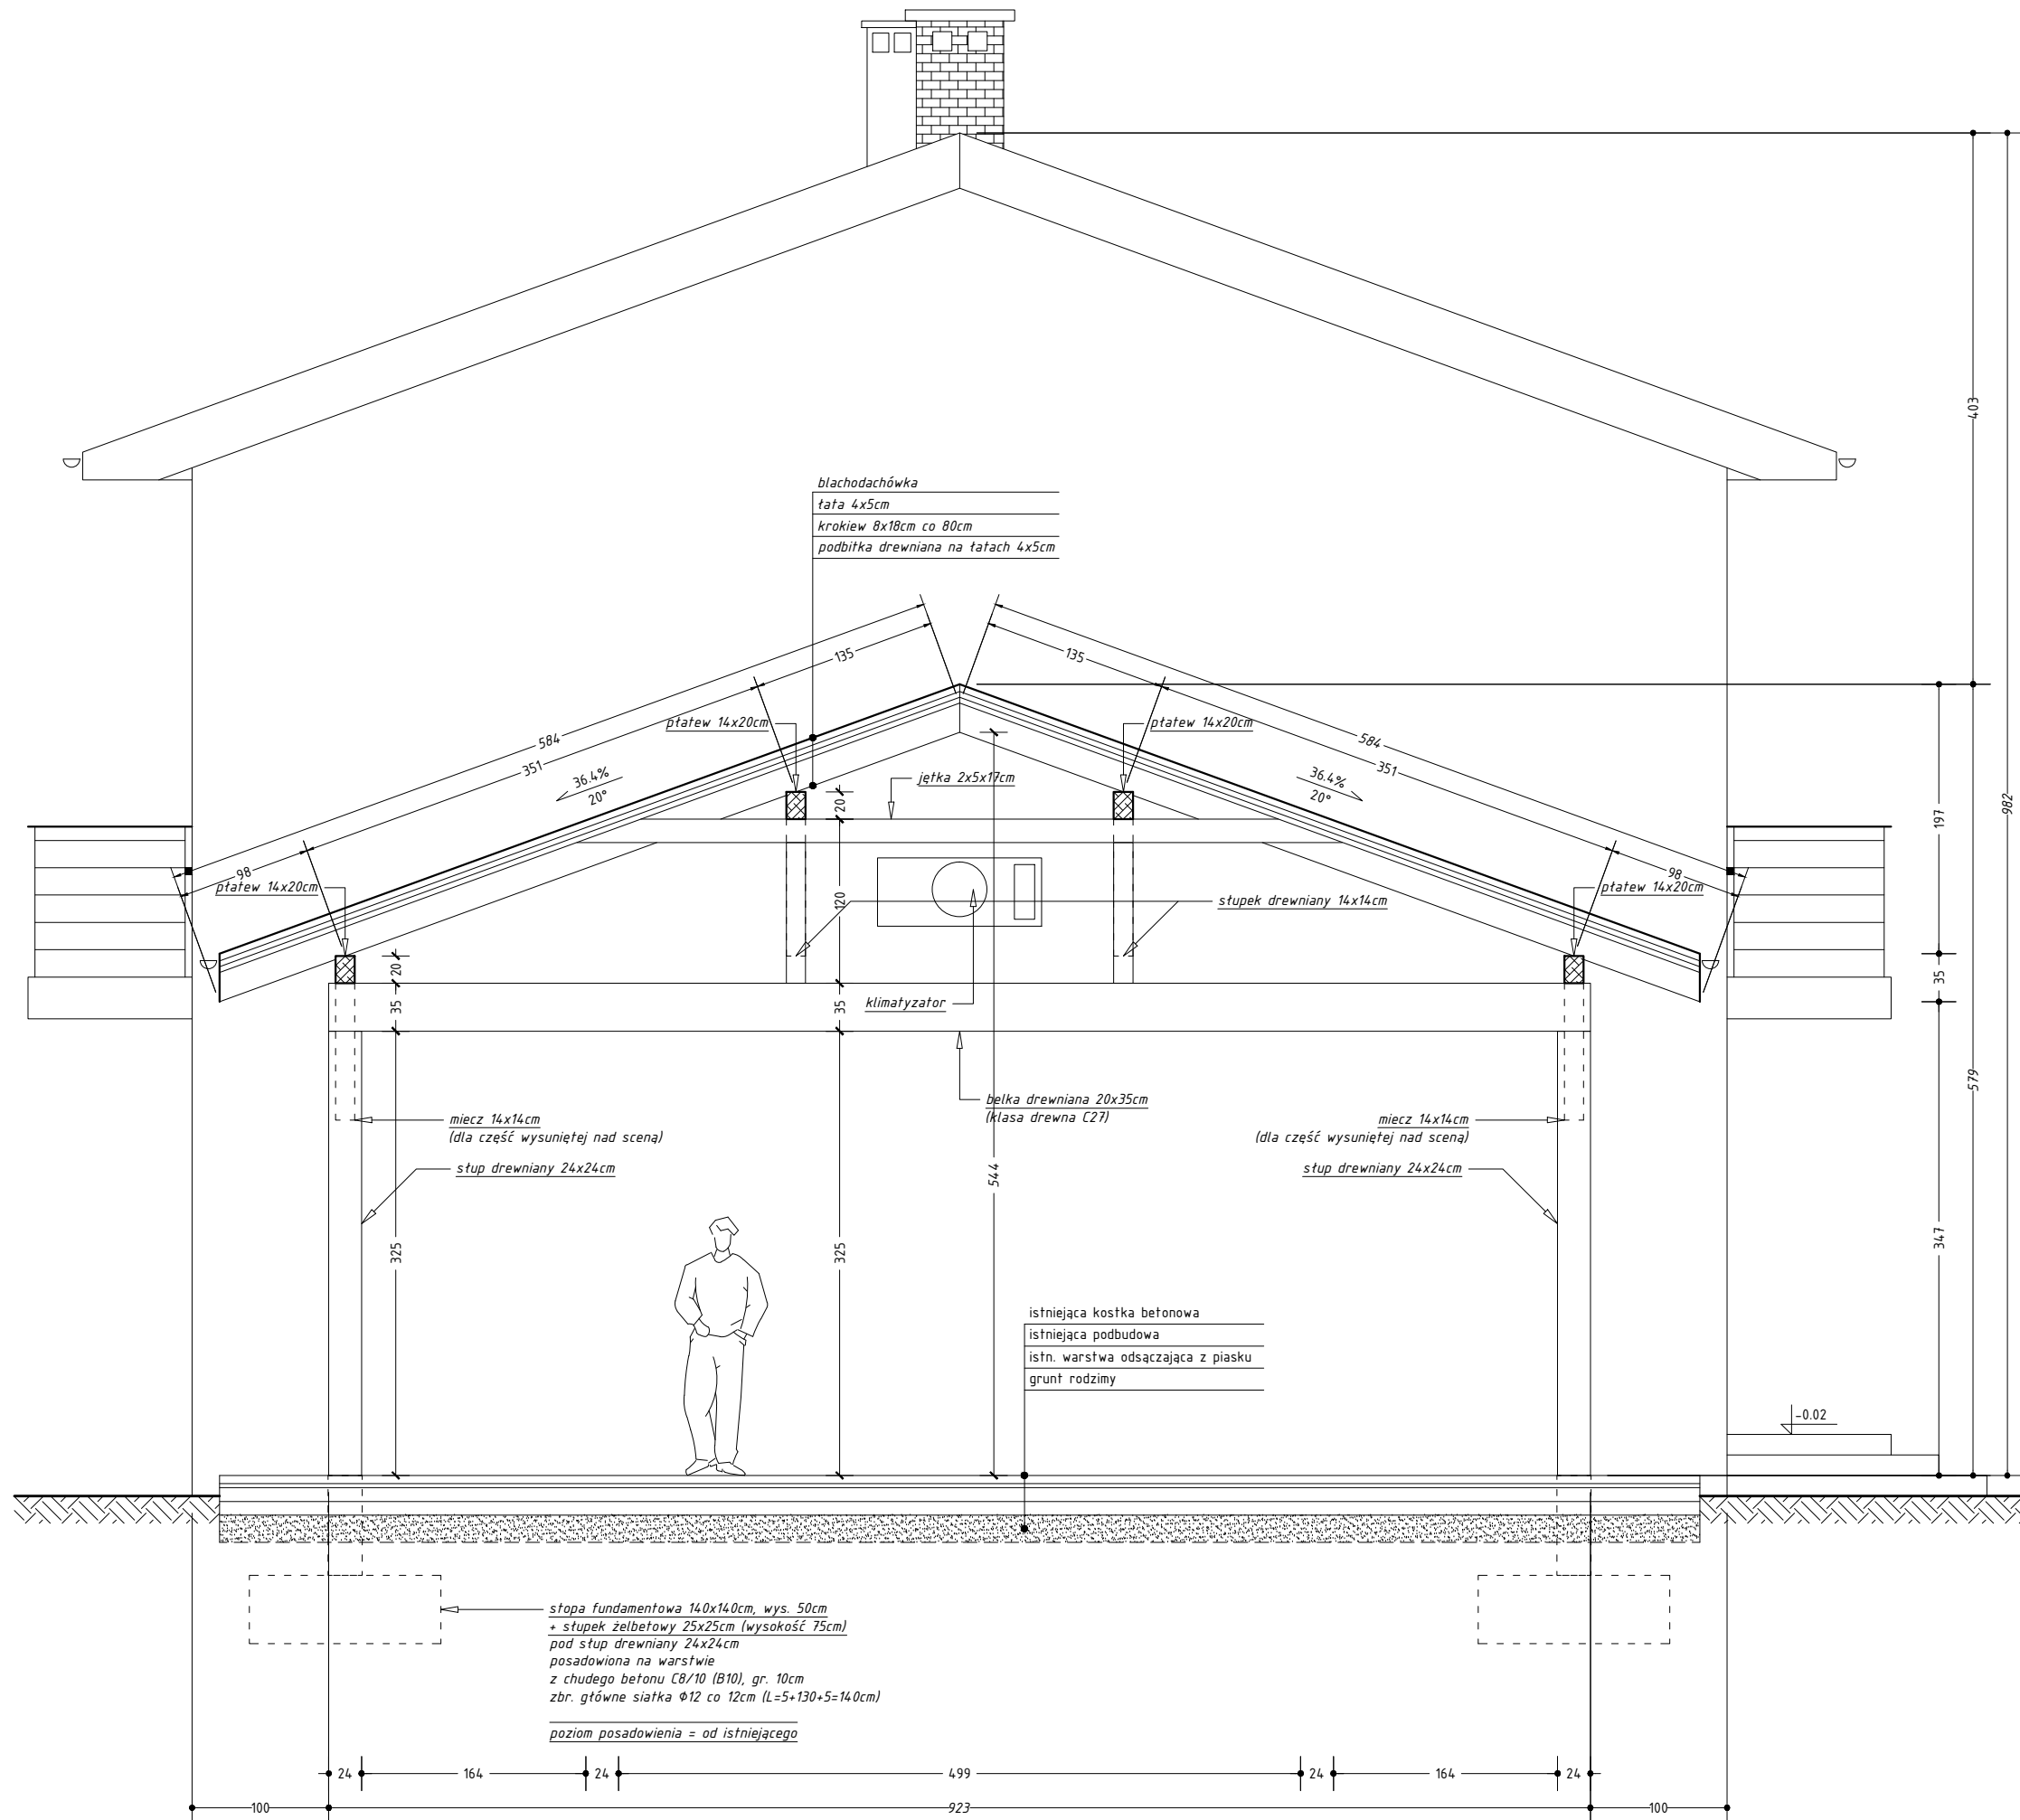 403
982
blachodachówka
łata 4x5cm
krokiew 8x18cm co 80cm
podbitka drewniana na łatach 4x5cm
135
135
584
584
351
351
płatew 14x20cm
płatew 14x20cm
36.4%
20°
36.4%
20°
jętka 2x5x17cm
20
197
98
98
płatew 14x20cm
płatew 14x20cm
120
słupek drewniany 14x14cm
20
35
35
35
klimatyzator
579
belka drewniana 20x35cm
(klasa drewna C27)
miecz 14x14cm
(dla część wysuniętej nad sceną)
miecz 14x14cm
(dla część wysuniętej nad sceną)
słup drewniany 24x24cm
słup drewniany 24x24cm
544
325
325
347
istniejąca kostka betonowa
istniejąca podbudowa
istn. warstwa odsączająca z piasku
grunt rodzimy
-0.02
stopa fundamentowa 140x140cm, wys. 50cm
+ słupek żelbetowy 25x25cm (wysokość 75cm)
pod słup drewniany 24x24cm
posadowiona na warstwie
z chudego betonu C8/10 (B10), gr. 10cm
zbr. główne siatka Φ12 co 12cm (L=5+130+5=140cm)
poziom posadowienia = od istniejącego
24
164
24
499
24
164
24
100
923
100